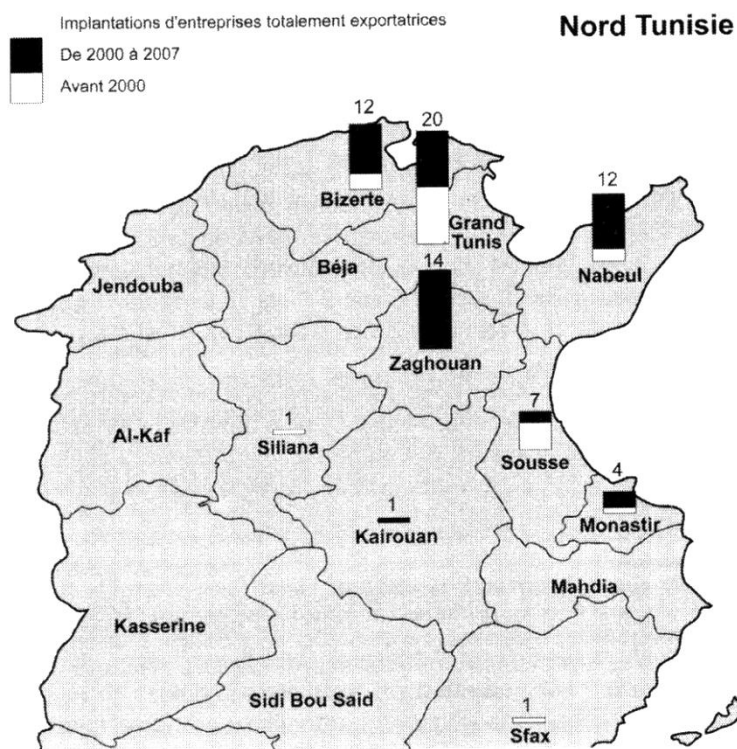 Implantations d'entreprises totalement exportatrices
Nord Tunisie
De 2000 à 2007
Avant 2000
12
20
12
Bizerte
Grand
Tunis
Nabeul
Béja
14
Jendouba
Zaghouan
7
1
Al-Kaf
Siliana
Sousse
4
1
Monastir
Kairouan
Mahdia
Kasserine
Sidi Bou Said
1
Sfax